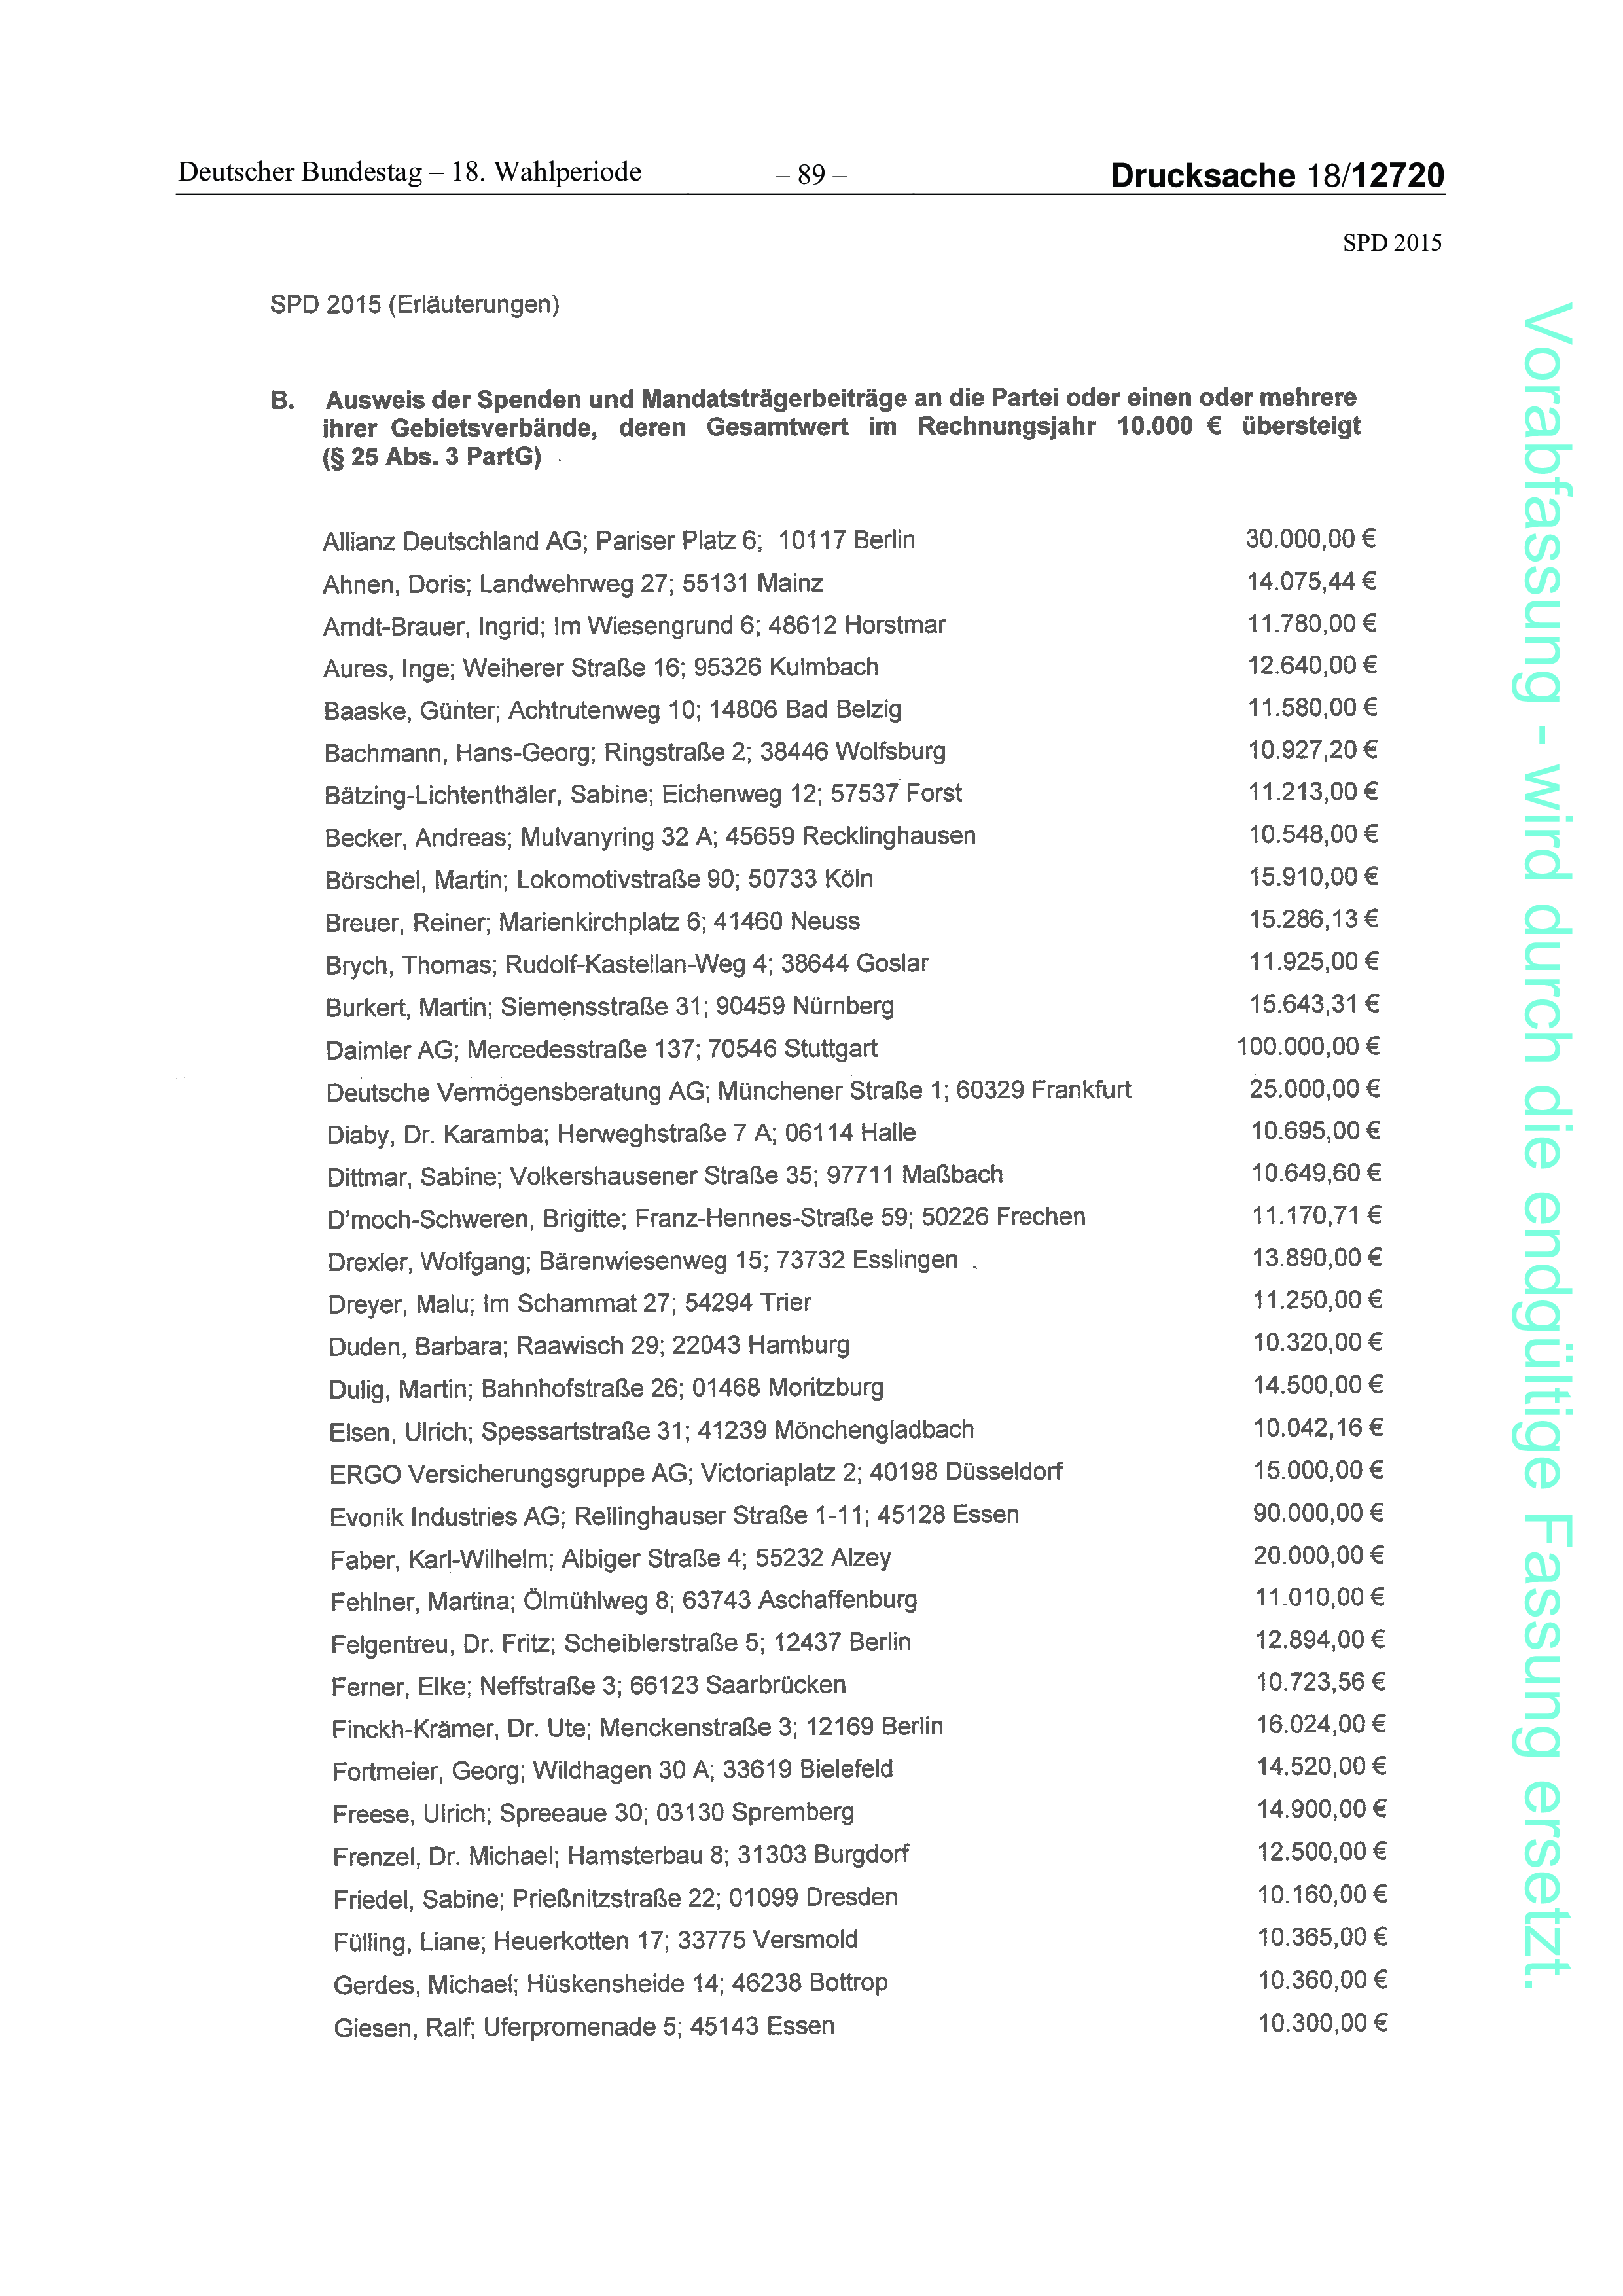 Deutscher Bundestag – 18. Wahlperiode – 89 – Drucksache 18/12720
SPD 2015
SPD 2015 (Erläuterungen)
B. Ausweis der Spenden und Mandatsträgerbeiträge an die Partei oder einen oder mehrere
ihrer Gebietsverbände, deren Gesamtwert im Rechnungsjahr 10.000 € übersteigt
(§ 25 Abs. 3 PartG)
Allianz Deutschland AG; Pariser Platz 6; 10117 Berlin 30.000,00 €
Ahnen, Doris; Landwehrweg 27; 55131 Mainz 14.075,44 €
Arndt-Brauer, Ingrid; Im Wiesengrund 6; 48612 Horstmar 11.780,00 €
Aures, Inge; Weiherer Straße 16; 95326 Kulmbach 12.640,00 €
Baaske, Günter; Achtrutenweg 10; 14806 Bad Belzig 11.580,00 €
Bachmann, Hans-Georg; Ringstraße 2; 38446 Wolfsburg 10.927,20 €
Bätzing-Lichtenthäler, Sabine; Eichenweg 12; 57537 Forst 11.213,00 €
Becker, Andreas; Mulvanyring 32 A; 45659 Recklinghausen 10.548,00 €
Börschel, Martin; Lokomotivstraße 90; 50733 Köln 15.910,00 €
Breuer, Reiner; Marienkirchplatz 6; 41460 Neuss 15.286,13 €
Brych, Thomas; Rudolf-Kastellan-Weg 4; 38644 Goslar 11.925,00 €
Burkert, Martin; Siemensstraße 31; 90459 Nürnberg 15.643,31 €
Daimler AG; Mercedesstraße 137; 70546 Stuttgart 100.000,00 €
Deutsche Vermögensberatung AG; Münchener Straße 1; 60329 Frankfurt 25.000,00 €
Diaby, Dr. Karamba; Herweghstraße 7 A; 06114 Halle 10.695,00 €
Dittmar, Sabine; Volkershausener Straße 35; 97711 Maßbach 10.649,60 €
D'moch-Schweren, Brigitte; Franz-Hennes-Straße 59; 50226 Frechen 11.170,71 €
Drexler, Wolfgang; Bärenwiesenweg 15; 73732 Esslingen 13.890,00 €
Dreyer, Malu; Im Schammat 27; 54294 Trier 11.250,00 €
Duden, Barbara; Raawisch 29; 22043 Hamburg 10.320,00 €
Dulig, Martin; Bahnhofstraße 26; 01468 Moritzburg 14.500,00 €
Elsen, Ulrich; Spessartstraße 31; 41239 Mönchengladbach 10.042,16 €
ERGO Versicherungsgruppe AG; Victoriaplatz 2; 40198 Düsseldorf 15.000,00 €
Evonik Industries AG; Rellinghauser Straße 1-11; 45128 Essen 90.000,00 €
Faber, Karl-Wilhelm; Albiger Straße 4; 55232 Alzey 20.000,00 €
Fehlner, Martina; Ölmühlweg 8; 63743 Aschaffenburg 11.010,00 €
Felgentreu, Dr. Fritz; Scheiblerstraße 5; 12437 Berlin 12.894,00 €
Ferner, Elke; Neffstraße 3; 66123 Saarbrücken 10.723,56 €
Finckh-Krämer, Dr. Ute; Menckenstraße 3; 12169 Berlin 16.024,00 €
Fortmeier, Georg; Wildhagen 30 A; 33619 Bielefeld 14.520,00 €
Freese, Ulrich; Spreeaue 30; 03130 Spremberg 14.900,00 €
Frenzel, Dr. Michael; Hamsterbau 8; 31303 Burgdorf 12.500,00 €
Friedel, Sabine; Prießnitzstraße 22; 01099 Dresden 10.160,00 €
Fülling, Liane; Heuerkotten 17; 33775 Versmold 10.365,00 €
Gerdes, Michael; Hüskensheide 14; 46238 Bottrop 10.360,00 €
Giesen, Ralf; Uferpromenade 5; 45143 Essen 10.300,00 €
Vorabfassung - wird durch die endgültige Fassung ersetzt.